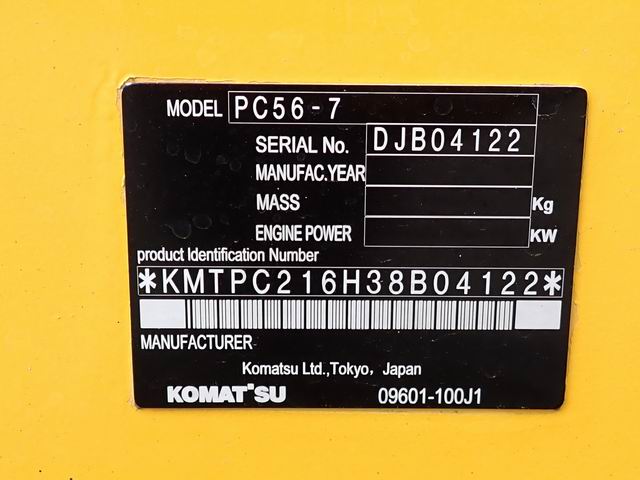 MODEL PC56-7
SERIAL No. DJB04122
MANUFAC.YEAR
MASS Kg
ENGINE POWER KW
product Identification Number
*KMTPC216H38B04122*
MANUFACTURER
Komatsu Ltd.,Tokyo, Japan
KOMATSU 09601-100J1